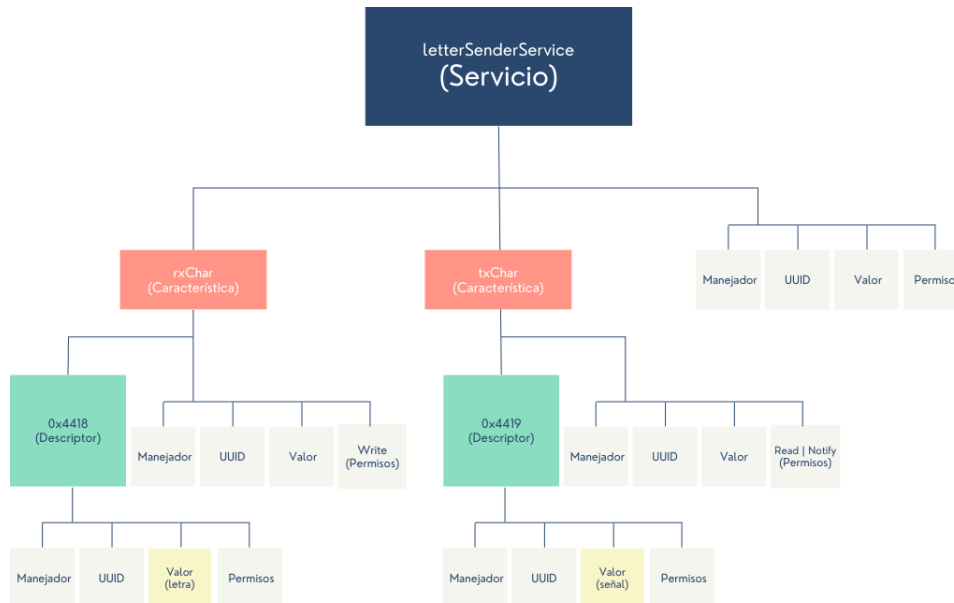 letterSenderService
(Servicio)
rxChar
(Característica)
txChar
(Característica)
Manejador
UUID
Valor
Permiso
0x4418
(Descriptor)
Manejador
UUID
Valor
Write
(Permisos)
0x4419
(Descriptor)
Manejador
UUID
Valor
Read | Notify
(Permisos)
Manejador
UUID
Valor
(letra)
Permisos
Manejador
UUID
Valor
(señal)
Permisos